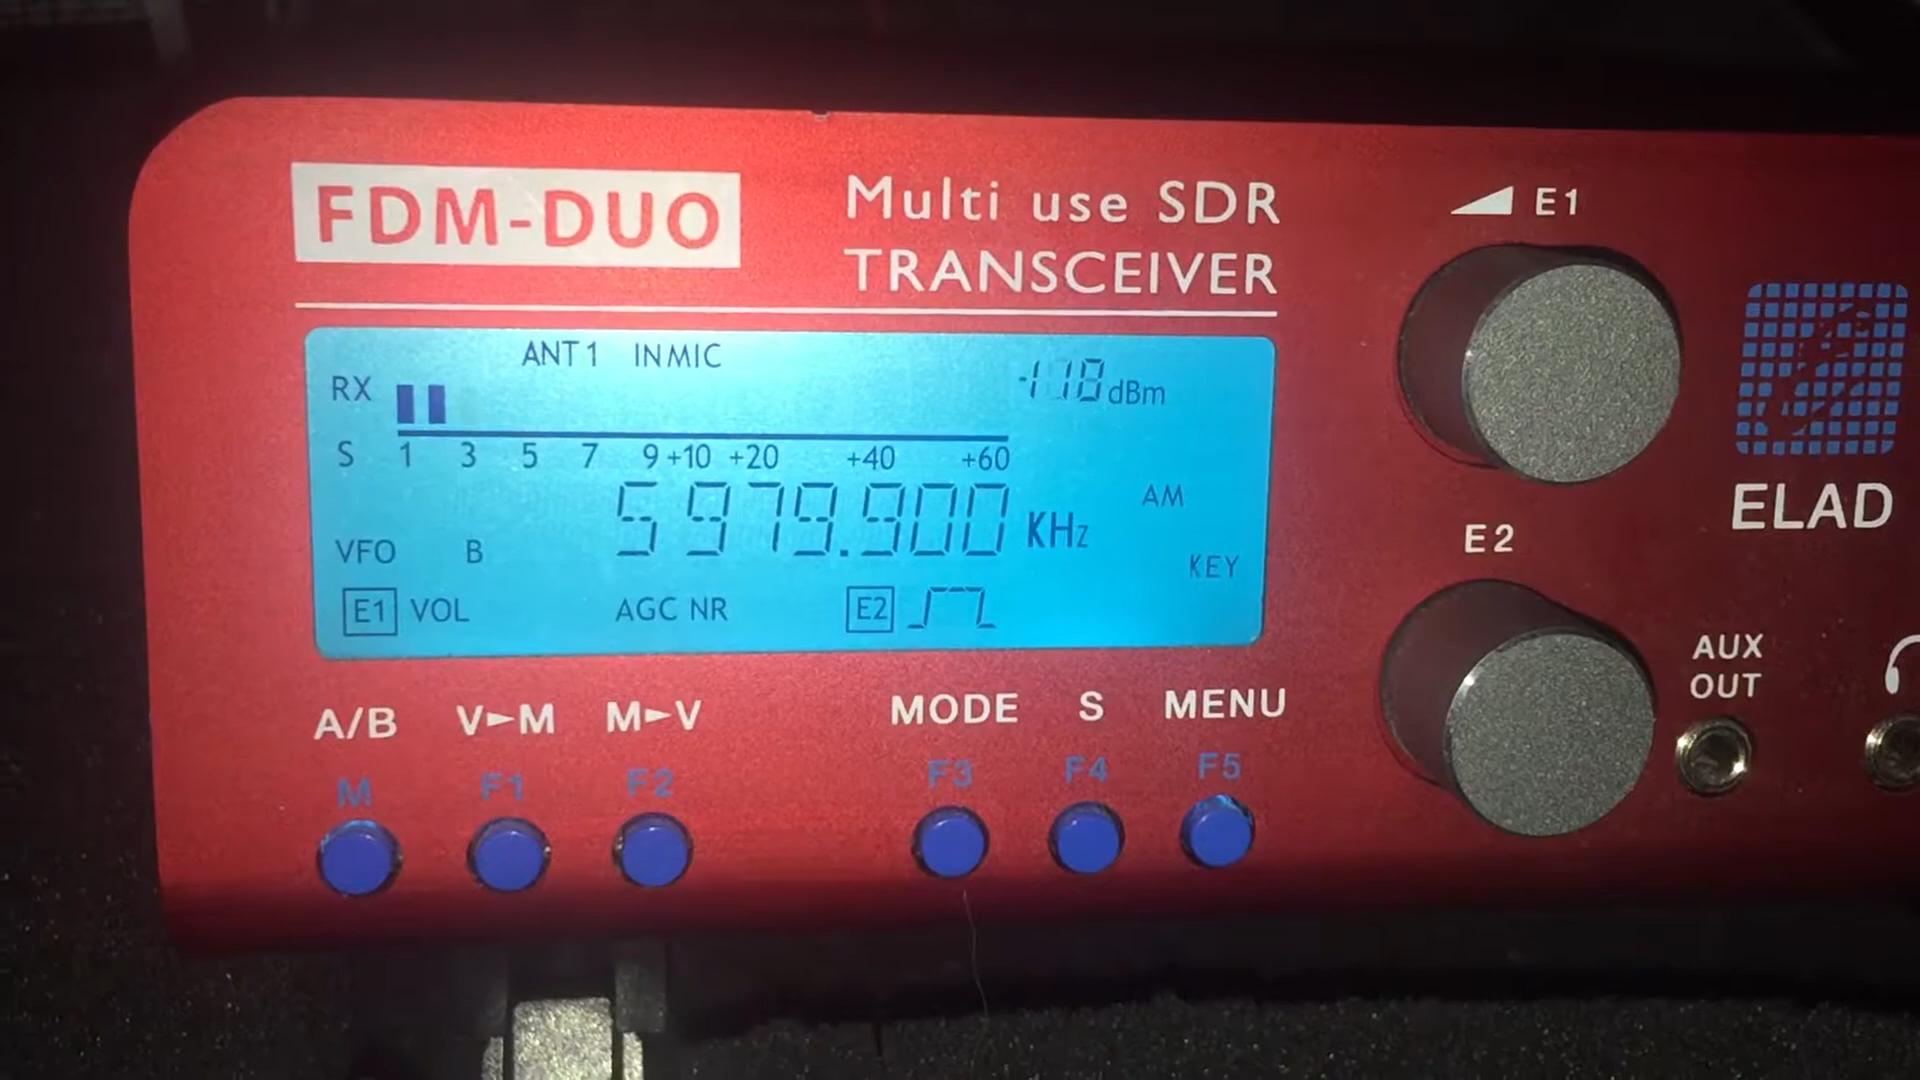 FDM-DUO
Multi use SDR
TRANSCEIVER
E1
ANT 1 IN MIC
RX
-118 dBm
S 1 3 5 7 9 +10 +20 +40 +60
5979.900 KHz
AM
VFO B
KEY
E1 VOL AGC NR E2
ELAD
E2
AUX
OUT
A/B V►M M►V MODE S MENU
M F1 F2 F3 F4 F5